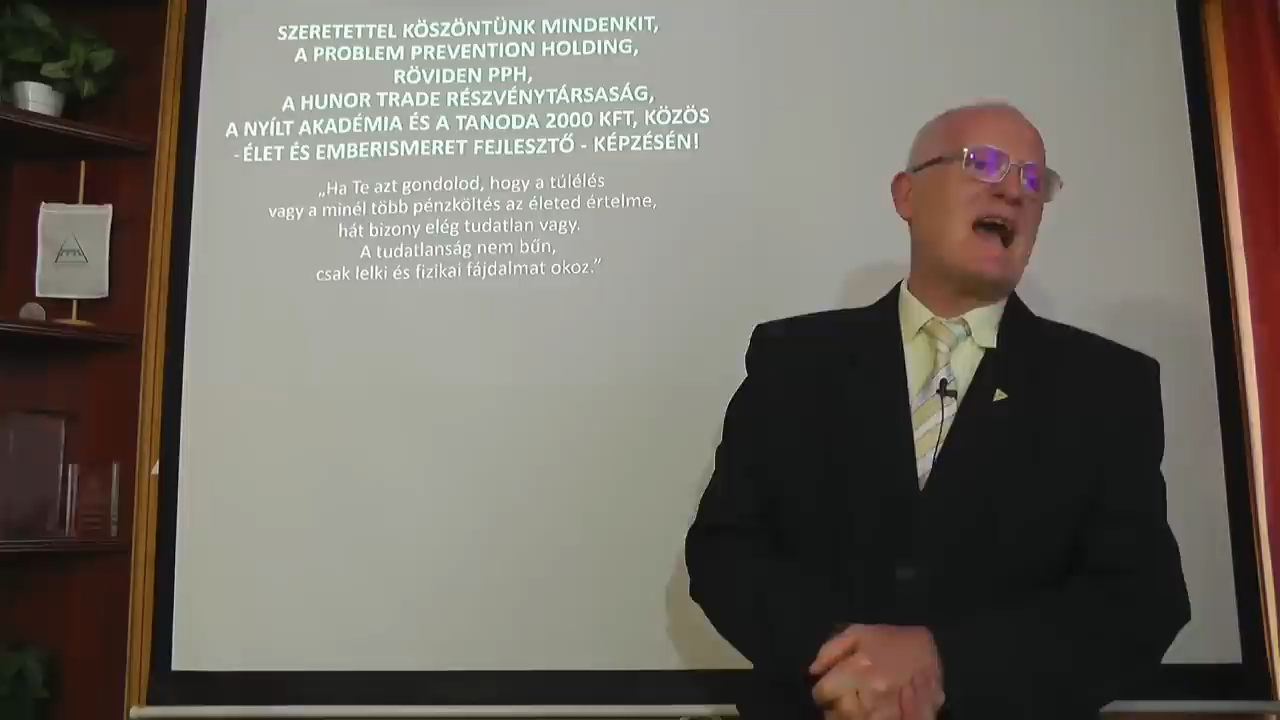 SZERETETTEL KÖSZÖNTÜNK MINDENKIT,
A PROBLEM PREVENTION HOLDING,
RÖVIDEN PPH,
A HUNOR TRADE RÉSZVÉNYTÁRSASÁG,
A NYÍLT AKADÉMIA ÉS A TANODA 2000 KFT, KÖZÖS
- ÉLET ÉS EMBERISMERET FEJLESZTŐ - KÉPZÉSÉN!
„Ha Te azt gondolod, hogy a túlélés
vagy a minél több pénzköltés az életed értelme,
hát bizony elég tudatlan vagy.
A tudatlanság nem bűn,
csak lelki és fizikai fájdalmat okoz.”